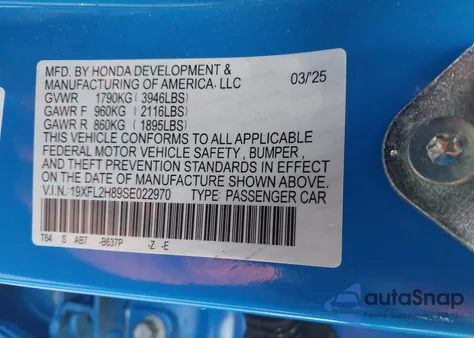 MFD. BY HONDA DEVELOPMENT &
MANUFACTURING OF AMERICA, LLC 03/'25
GVWR 1790KG ( 3946LBS)
GAWR F 960KG ( 2116LBS)
GAWR R 860KG ( 1895LBS)
THIS VEHICLE CONFORMS TO ALL APPLICABLE
FEDERAL MOTOR VEHICLE SAFETY , BUMPER,
AND THEFT PREVENTION STANDARDS IN EFFECT
ON THE DATE OF MANUFACTURE SHOWN ABOVE.
V.I.N.: 19XFL2H89SE022970 TYPE: PASSENGER CAR
T64 S AB7 -B637P -Z -E
autoSnap